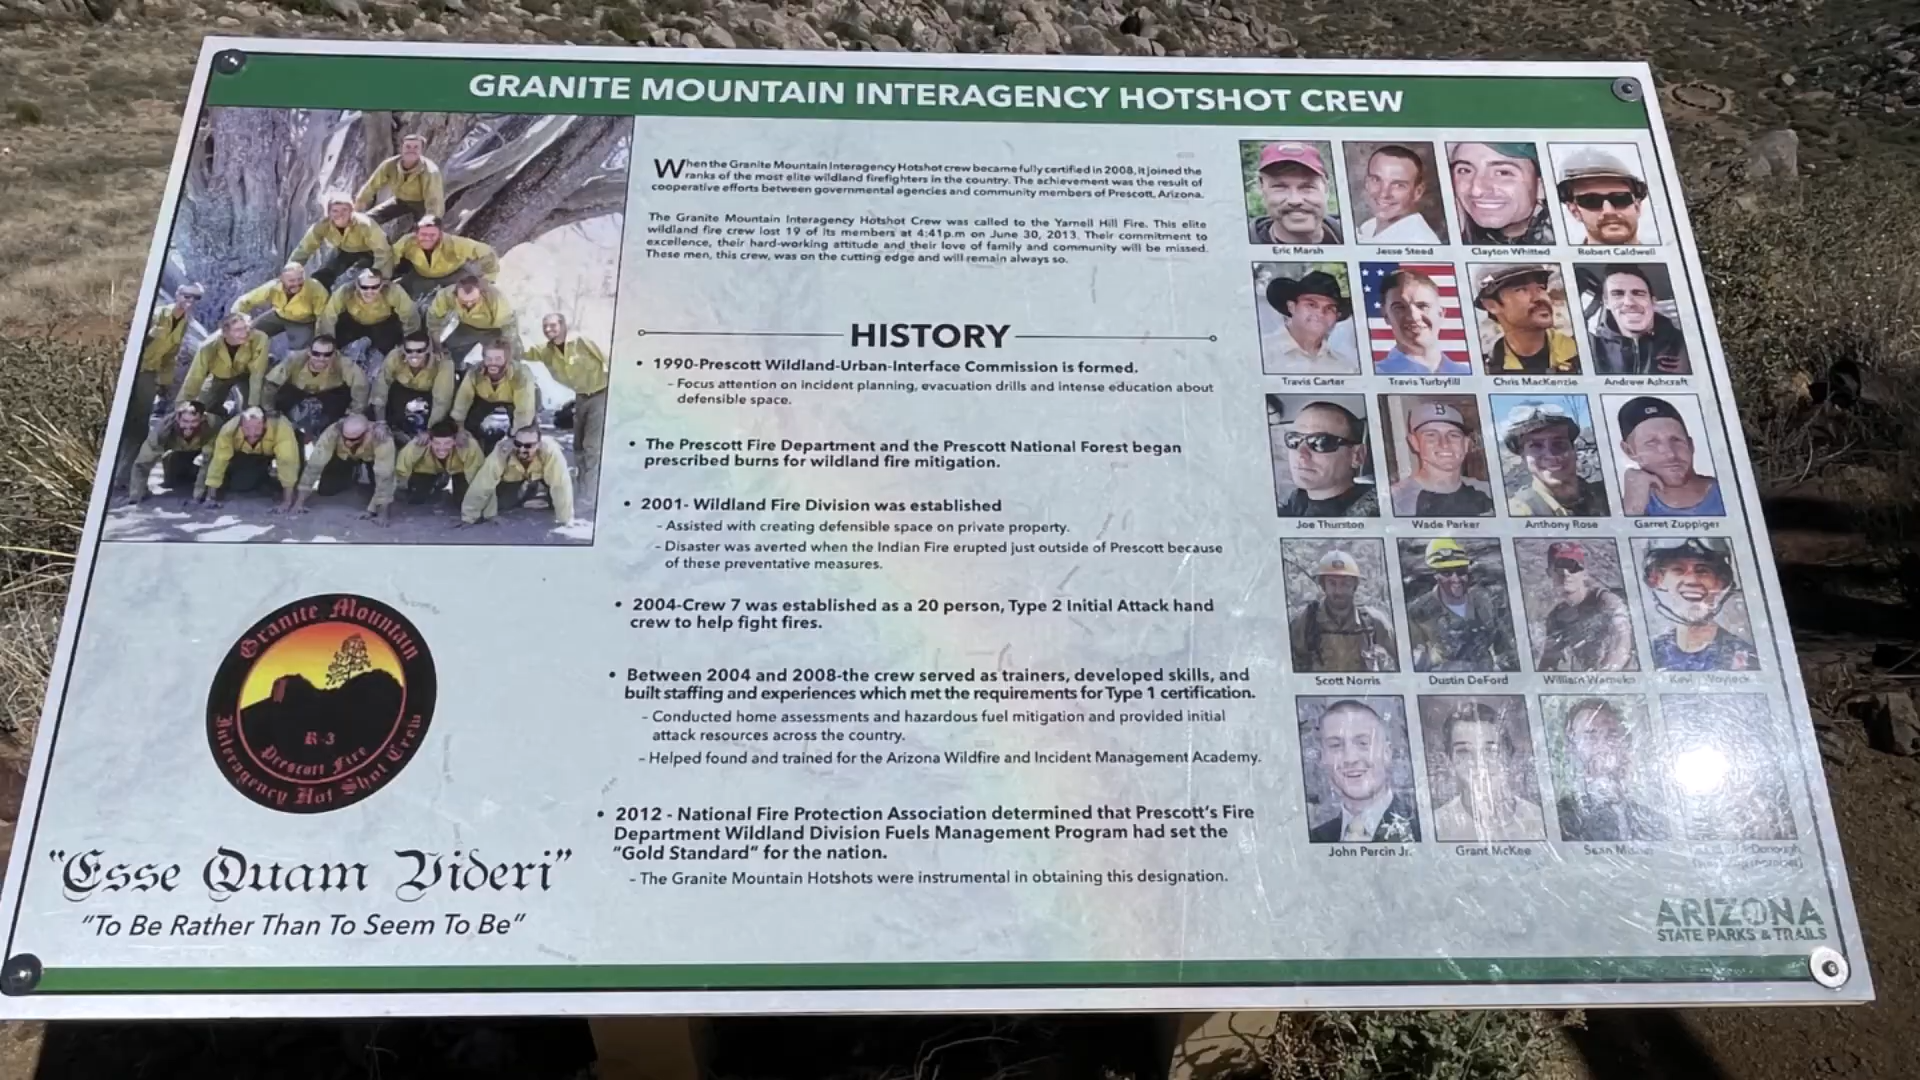 GRANITE MOUNTAIN INTERAGENCY HOTSHOT CREW
When the Granite Mountain Interagency Hotshot crew became fully certified in 2008, it joined the
ranks of the most elite wildland firefighters in the country. The achievement was the result of
cooperative efforts between governmental agencies and community members of Prescott, Arizona.
The Granite Mountain Interagency Hotshot Crew was called to the Yarnell Hill Fire. This elite
wildland fire crew lost 19 of its members at 4:41p.m on June 30, 2013. Their commitment to
excellence, their hard-working attitude and their love of family and community will be missed.
These men, this crew, was on the cutting edge and will remain always so.
HISTORY
• 1990-Prescott Wildland-Urban-Interface Commission is formed.
- Focus attention on incident planning, evacuation drills and intense education about
defensible space.
• The Prescott Fire Department and the Prescott National Forest began
prescribed burns for wildland fire mitigation.
• 2001- Wildland Fire Division was established
- Assisted with creating defensible space on private property.
- Disaster was averted when the Indian Fire erupted just outside of Prescott because
of these preventative measures.
• 2004-Crew 7 was established as a 20 person, Type 2 Initial Attack hand
crew to help fight fires.
• Between 2004 and 2008-the crew served as trainers, developed skills, and
built staffing and experiences which met the requirements for Type 1 certification.
- Conducted home assessments and hazardous fuel mitigation and provided initial
attack resources across the country.
- Helped found and trained for the Arizona Wildfire and Incident Management Academy.
• 2012 - National Fire Protection Association determined that Prescott's Fire
Department Wildland Division Fuels Management Program had set the
"Gold Standard" for the nation.
- The Granite Mountain Hotshots were instrumental in obtaining this designation.
Granite Mountain
R-3
Prescott Fire
Interagency Hot Shot Crew
"Esse Quam Videri"
"To Be Rather Than To Seem To Be"
Eric Marsh Jesse Steed Clayton Whitted Robert Caldwell
Travis Carter Travis Turbyfill Chris MacKenzie Andrew Ashcraft
B
Joe Thurston Wade Parker Anthony Rose Garret Zuppiger
Scott Norris Dustin DeFord William Warneke
John Percin Jr. Grant McKee Sean
ARIZONA
STATE PARKS & TRAILS